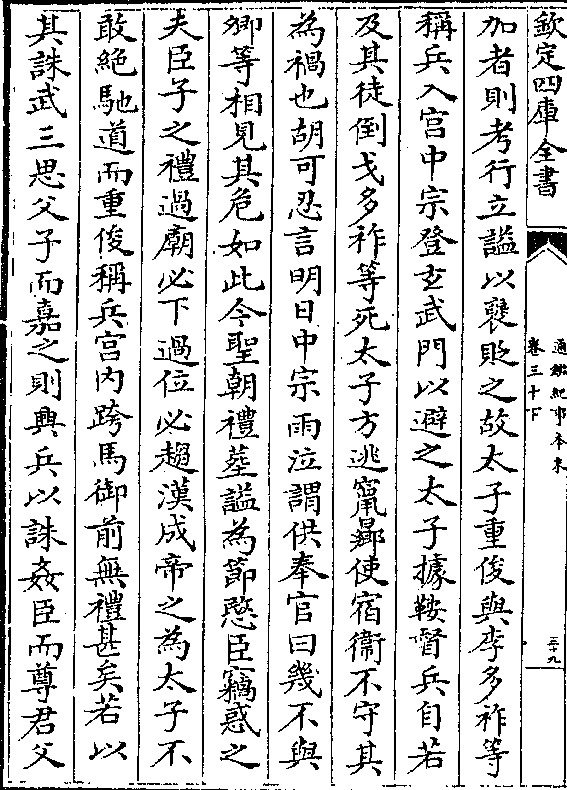 欽定四庫全書
通鑑紀事本末
卷三十下
三十九
加者則考行立謚以褒貶之故太子重俊與李多祚等
稱兵入宫中宗登玄武門以避之太子據鞍督兵自若
及其徒倒戈多祚等死太子方逃竄曏使宿衞不守其
為禍也胡可忍言明日中宗雨泣謂供奉官曰幾不與
卿等相見其危如此今聖朝禮葬謚為節愍臣竊惑之
夫臣子之禮過廟必下過位必趨漢成帝之為太子不
敢絶馳道而重俊稱兵宫内跨馬御前無禮甚矣若以
其誅武三思父子而嘉之則興兵以誅姦臣而尊君父